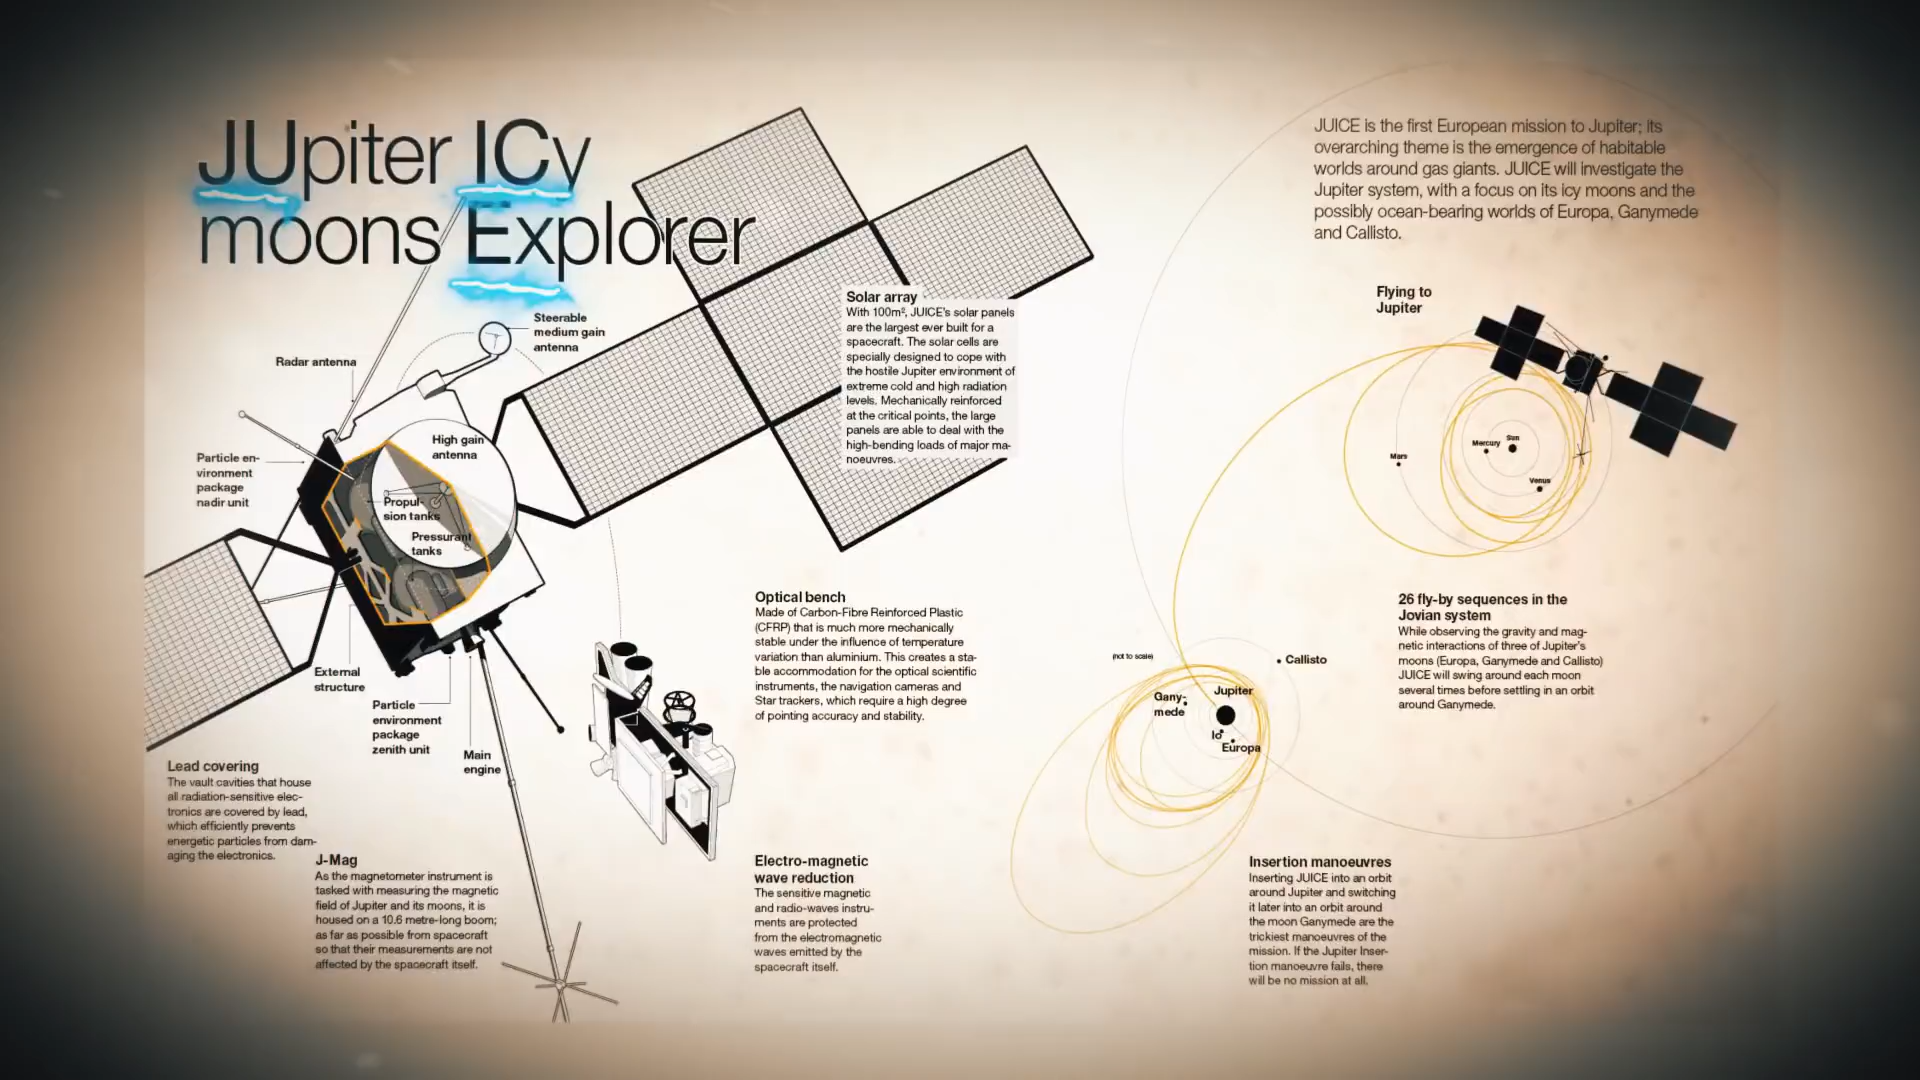 JUpiter ICy
moons Explorer
JUICE is the first European mission to Jupiter; its
overarching theme is the emergence of habitable
worlds around gas giants. JUICE will investigate the
Jupiter system, with a focus on its icy moons and the
possibly ocean-bearing worlds of Europa, Ganymede
and Callisto.
Solar array
With 100m², JUICE's solar panels
are the largest ever built for a
spacecraft. The solar cells are
specially designed to cope with
the hostile Jupiter environment of
extreme cold and high radiation
levels. Mechanically reinforced
at the critical points, the large
panels are able to deal with the
high-bending loads of major ma-
noeuvres.
Steerable
medium gain
antenna
Radar antenna
High gain
antenna
Particle en-
vironment
package
nadir unit
Propul-
sion tanks
Pressurant
tanks
External
structure
Particle
environment
package
zenith unit
Main
engine
Lead covering
The vault cavities that house
all radiation-sensitive elec-
tronics are covered by lead,
which efficiently prevents
energetic particles from dam-
aging the electronics.
J-Mag
As the magnetometer instrument is
tasked with measuring the magnetic
field of Jupiter and its moons, it is
housed on a 10.6 metre-long boom;
as far as possible from spacecraft
so that their measurements are not
affected by the spacecraft itself.
Optical bench
Made of Carbon-Fibre Reinforced Plastic
(CFRP) that is much more mechanically
stable under the influence of temperature
variation than aluminium. This creates a sta-
ble accommodation for the optical scientific
instruments, the navigation cameras and
Star trackers, which require a high degree
of pointing accuracy and stability.
Electro-magnetic
wave reduction
The sensitive magnetic
and radio-waves instru-
ments are protected
from the electromagnetic
waves emitted by the
spacecraft itself.
Flying to
Jupiter
Sun
Mercury
Mars
Venus
26 fly-by sequences in the
Jovian system
While observing the gravity and mag-
netic interactions of three of Jupiter's
moons (Europa, Ganymede and Callisto)
JUICE will swing around each moon
several times before settling in an orbit
around Ganymede.
(not to scale)
Callisto
Jupiter
Gany-
mede
Io
Europa
Insertion manoeuvres
Inserting JUICE into an orbit
around Jupiter and switching
it later into an orbit around
the moon Ganymede are the
trickiest manoeuvres of the
mission. If the Jupiter Inser-
tion manoeuvre fails, there
will be no mission at all.